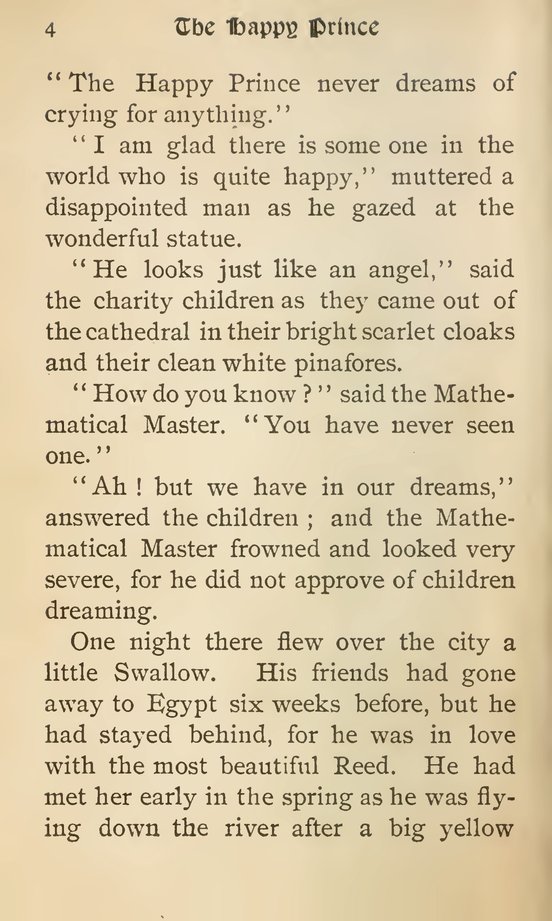 4 The Happy Prince
“ The Happy Prince never dreams of
crying for anything.’’
“ I am glad there is some one in the
world who is quite happy,’’ muttered a
disappointed man as he gazed at the
wonderful statue.
“ He looks just like an angel,’’ said
the charity children as they came out of
the cathedral in their bright scarlet cloaks
and their clean white pinafores.
“ How do you know ? ’’ said the Mathe-
matical Master. “ You have never seen
one.’’
“ Ah ! but we have in our dreams,’’
answered the children ; and the Mathe-
matical Master frowned and looked very
severe, for he did not approve of children
dreaming.
One night there flew over the city a
little Swallow. His friends had gone
away to Egypt six weeks before, but he
had stayed behind, for he was in love
with the most beautiful Reed. He had
met her early in the spring as he was fly-
ing down the river after a big yellow